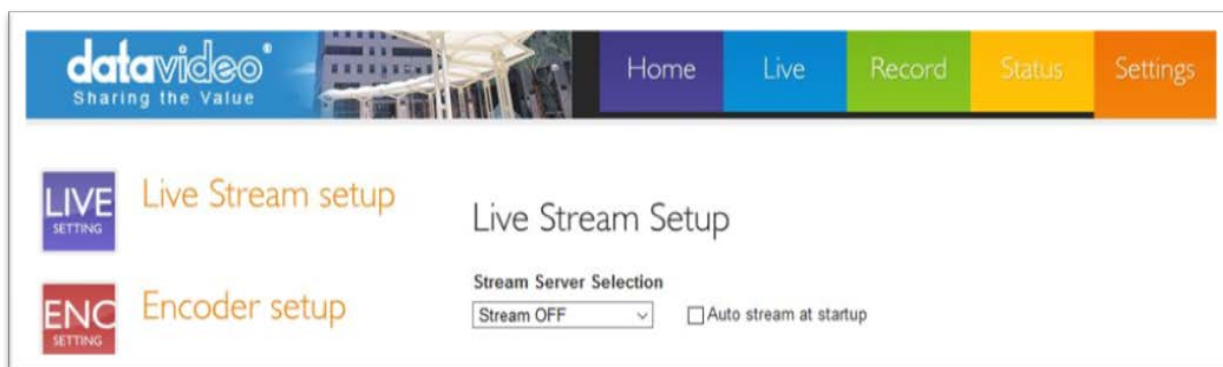 datavideo®
Sharing the Value
Home Live Record Status Settings
LIVE
SETTING
Live Stream setup
ENC
SETTING
Encoder setup
Live Stream Setup
Stream Server Selection
Stream OFF
Auto stream at startup